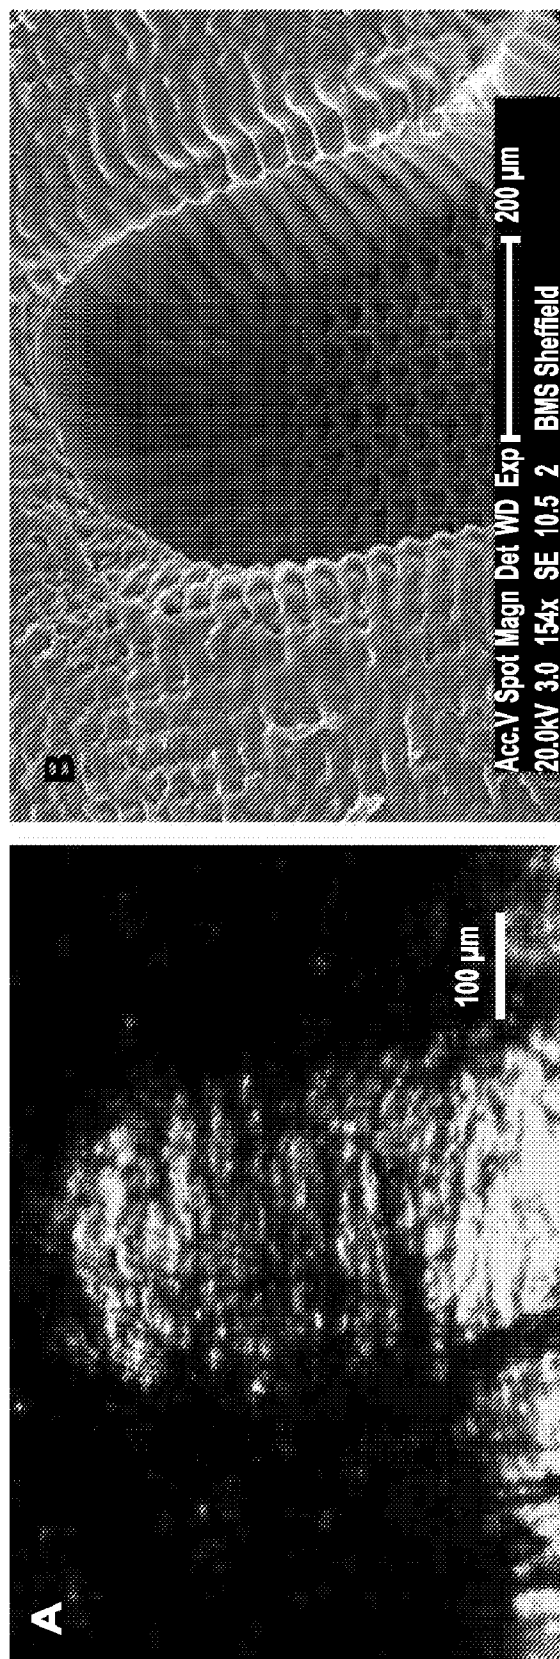 A
100 µm
B
Acc.V Spot Magn Det WD Exp 200 µm
20.0kV 3.0 154x SE 10.5 2 BMS Sheffield